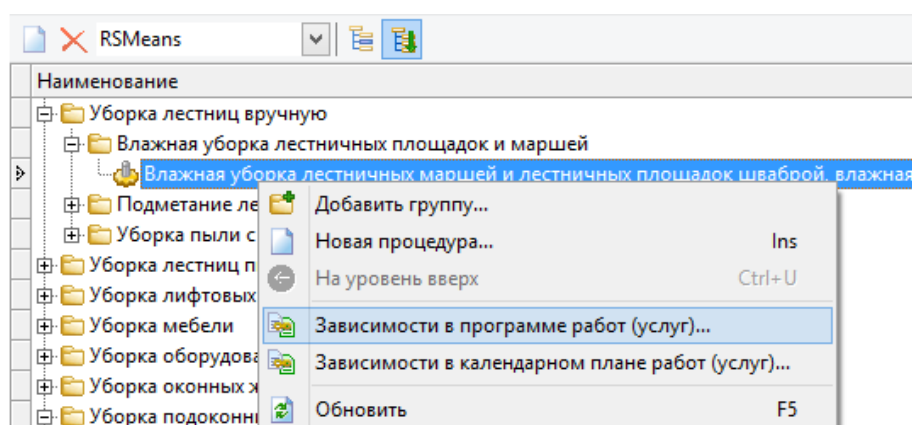 RSMeans
Наименование
Уборка лестниц вручную
Влажная уборка лестничных площадок и маршей
Влажная уборка лестничных маршей и лестничных площадок шваброй, влажная
Подметание ле
Добавить группу...
Уборка пыли с
Новая процедура... Ins
Уборка лестниц п
На уровень вверх Ctrl+U
Уборка лифтовых
Уборка мебели
Зависимости в программе работ (услуг)...
Уборка оборудова
Зависимости в календарном плане работ (услуг)...
Уборка оконных ж
Уборка подоконни
Обновить F5